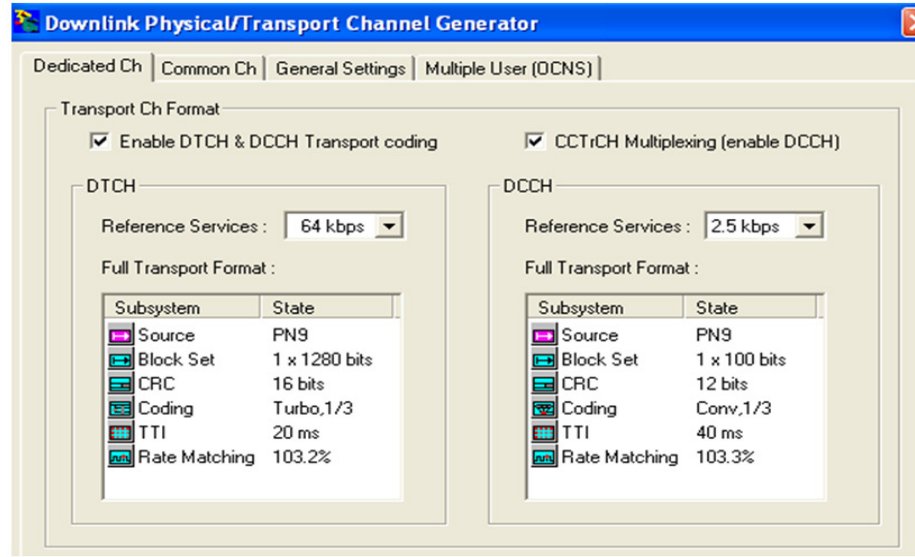 Downlink Physical/Transport Channel Generator
Dedicated Ch Common Ch General Settings Multiple User (OCNS)
Transport Ch Format
Enable DTCH & DCCH Transport coding CCTrCH Multiplexing (enable DCCH)
DTCH DCCH
Reference Services : 64 kbps Reference Services : 2.5 kbps
Full Transport Format : Full Transport Format :
Subsystem State Subsystem State
Source PN9 Source PN9
Block Set 1 x 1280 bits Block Set 1 x 100 bits
CRC 16 bits CRC 12 bits
Coding Turbo,1/3 Coding Conv,1/3
TTI 20 ms TTI 40 ms
Rate Matching 103.2% Rate Matching 103.3%